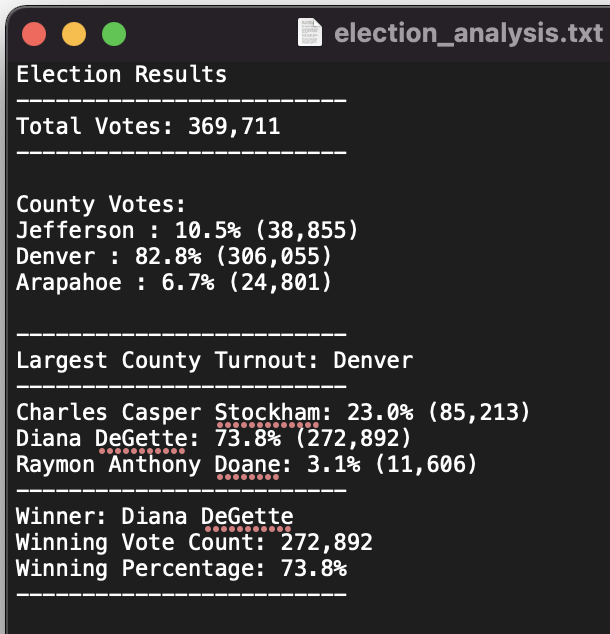 election_analysis.txt
Election Results
-------------------------
Total Votes: 369,711
-------------------------
County Votes:
Jefferson : 10.5% (38,855)
Denver : 82.8% (306,055)
Arapahoe : 6.7% (24,801)
-------------------------
Largest County Turnout: Denver
-------------------------
Charles Casper Stockham: 23.0% (85,213)
Diana DeGette: 73.8% (272,892)
Raymon Anthony Doane: 3.1% (11,606)
-------------------------
Winner: Diana DeGette
Winning Vote Count: 272,892
Winning Percentage: 73.8%
-------------------------